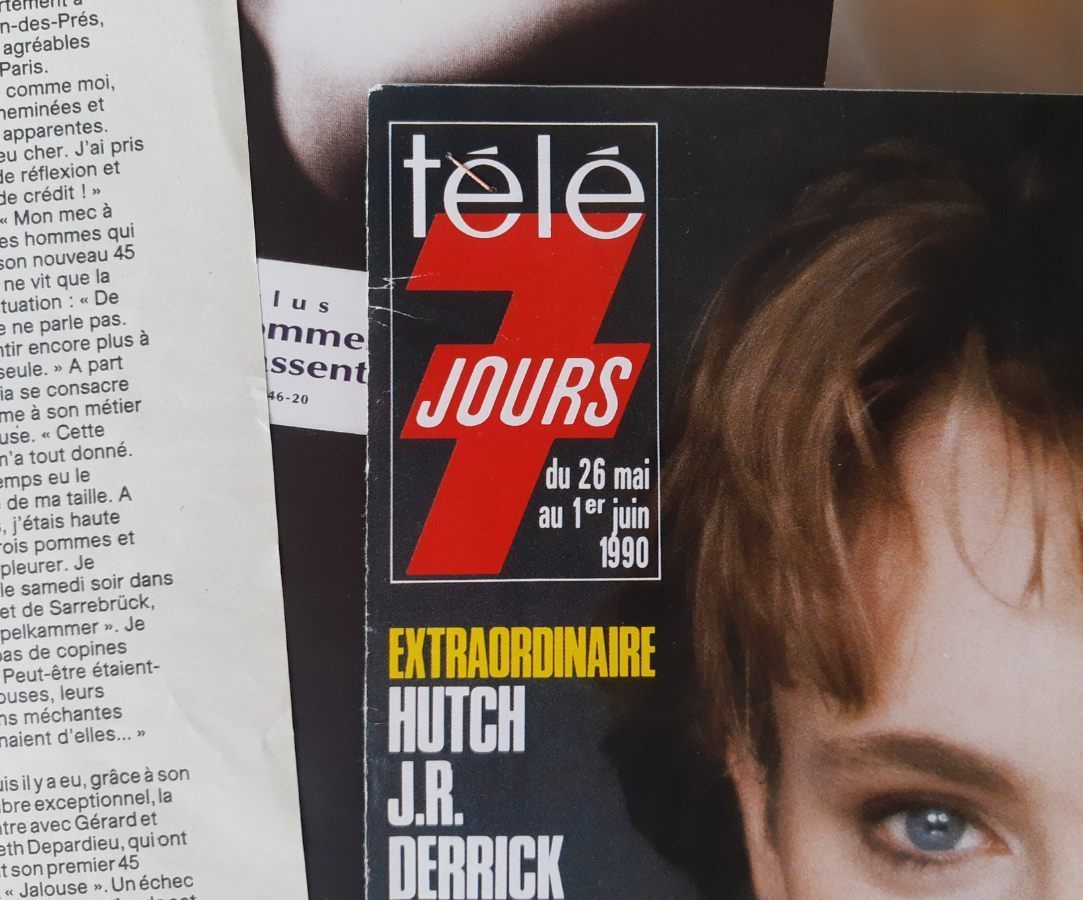 n-des-Prés,
agréables
Paris.
comme moi,
heminées et
apparentes.
eu cher. J'ai pris
de réflexion et
de crédit ! »
« Mon mec à
es hommes qui
son nouveau 45
ne vit que la
tuation : « De
e ne parle pas.
ntir encore plus à
seule. » A part
ia se consacre
me à son métier
use. « Cette
m'a tout donné.
emps eu le
de ma taille. A
, j'étais haute
rois pommes et
pleurer. Je
le samedi soir dans
et de Sarrebrück,
pelkammer ». Je
pas de copines
Peut-être étaient-
ouses, leurs
ns méchantes
naient d'elles... »
uis il y a eu, grâce à son
bre exceptionnel, la
ntre avec Gérard et
eth Depardieu, qui ont
t son premier 45
« Jalouse ». Un échec
lus
omme
assent
46-20
télé
7
JOURS
du 26 mai
au 1er juin
1990
EXTRAORDINAIRE
HUTCH
J.R.
DERRICK